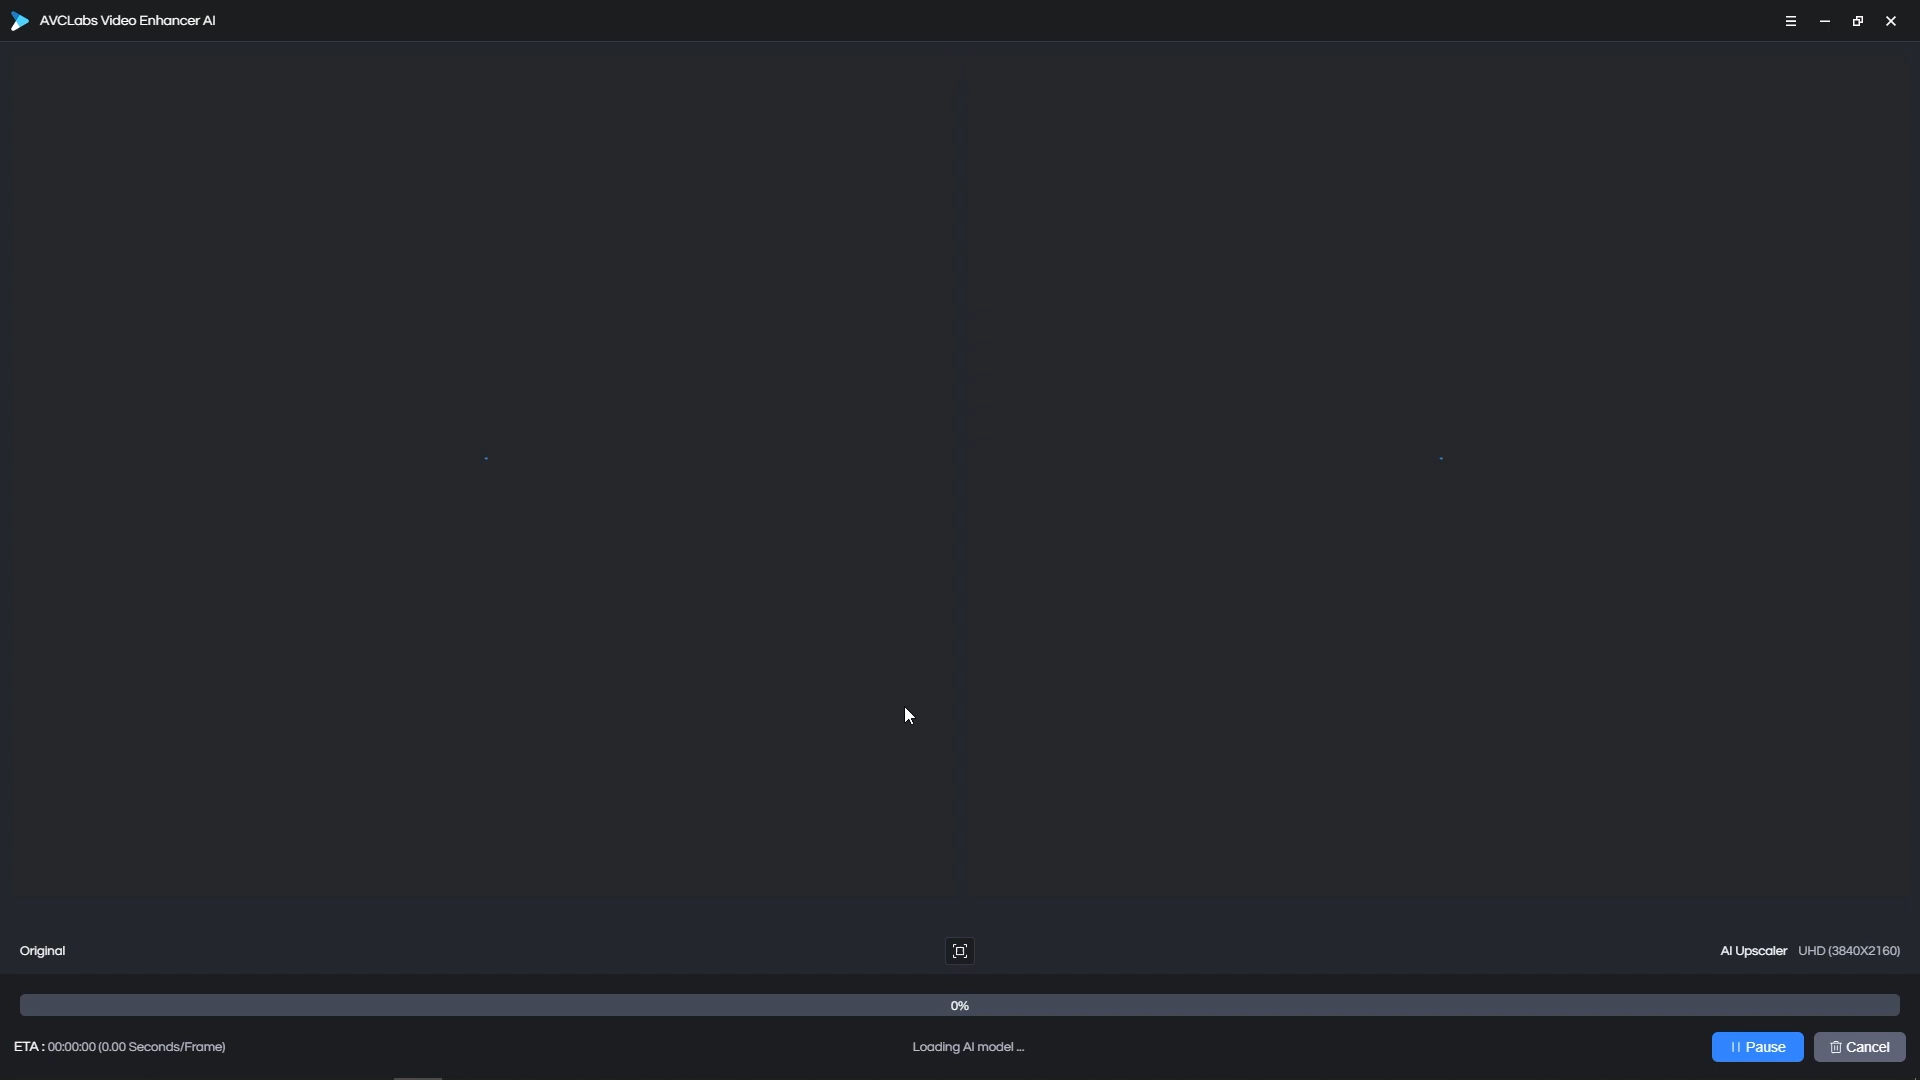 AVCLabs Video Enhancer AI
Original
AI Upscaler UHD (3840X2160)
0%
ETA : 00:00:00 (0.00 Seconds/Frame)
Loading AI model ...
Pause
Cancel